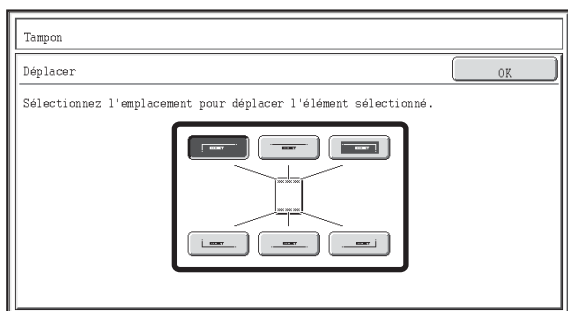 Tampon
Déplacer
OK
Sélectionnez l'emplacement pour déplacer l'élément sélectionné.